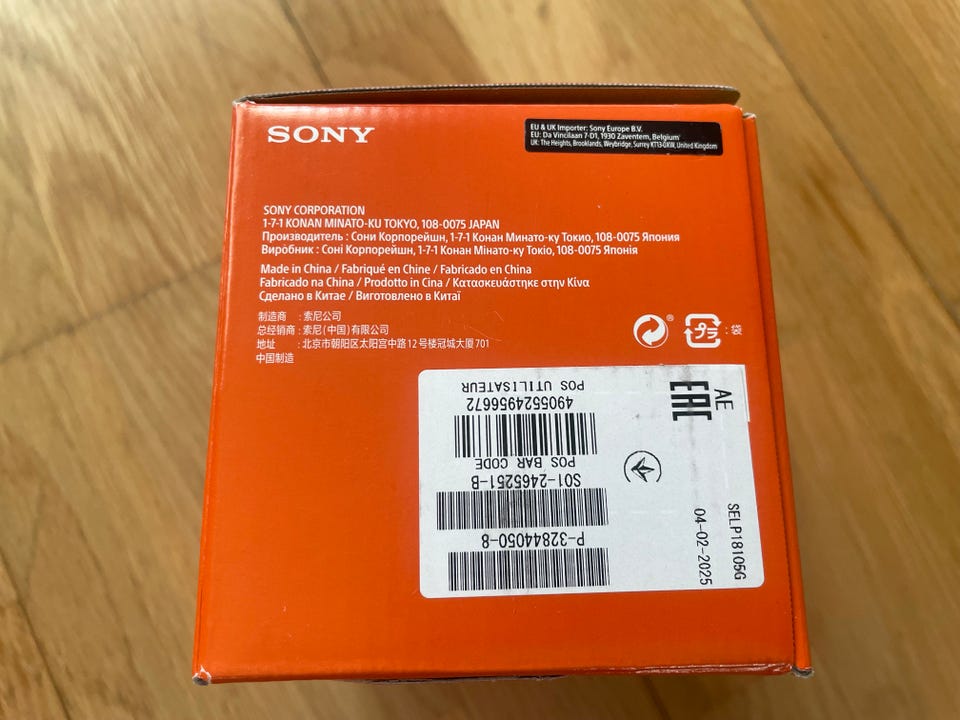 SONY
EU & UK Importer: Sony Europe B.V.
EU: Da Vincilaan 7-D1, 1930 Zaventem, Belgium
UK: The Heights, Brooklands, Weybridge, Surrey KT13 0XW, United Kingdom
SONY CORPORATION
1-7-1 KONAN MINATO-KU TOKYO, 108-0075 JAPAN
Производитель : Сони Корпорейшн, 1-7-1 Конан Минато-ку Токио, 108-0075 Япония
Виробник : Соні Корпорейшн, 1-7-1 Конан Мінато-ку Токіо, 108-0075 Японія
Made in China / Fabriqué en Chine / Fabricado en China
Fabricado na China / Prodotto in Cina / Κατασκευάστηκε στην Κίνα
Сделано в Китае / Виготовлено в Китаї
制造商 : 索尼公司
总经销商 : 索尼(中国)有限公司
地址 : 北京市朝阳区太阳宫中路12号楼冠城大厦701
中国制造
®
プラ : 袋
P-32844050-8
S01-2465251-B
POS BAR CODE
4905524956672
POS UTILISATEUR
AE
EAC
SELP18105G
04-02-2025